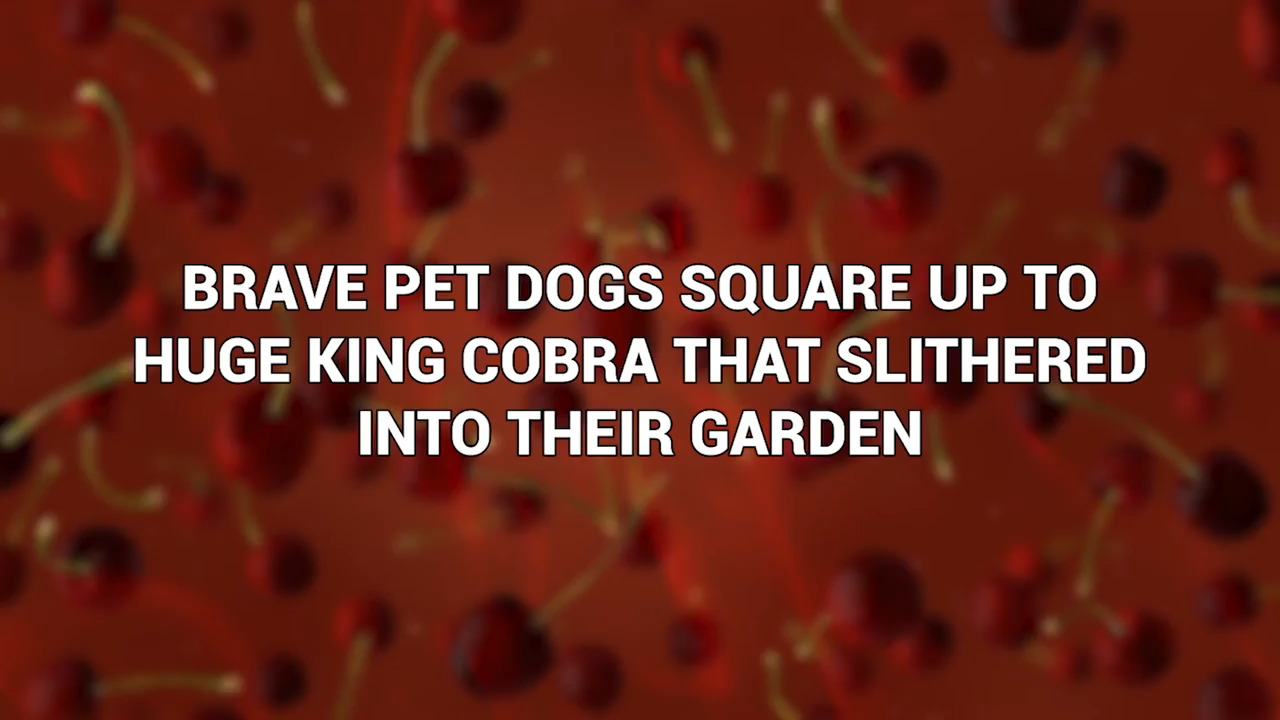 BRAVE PET DOGS SQUARE UP TO
HUGE KING COBRA THAT SLITHERED
INTO THEIR GARDEN